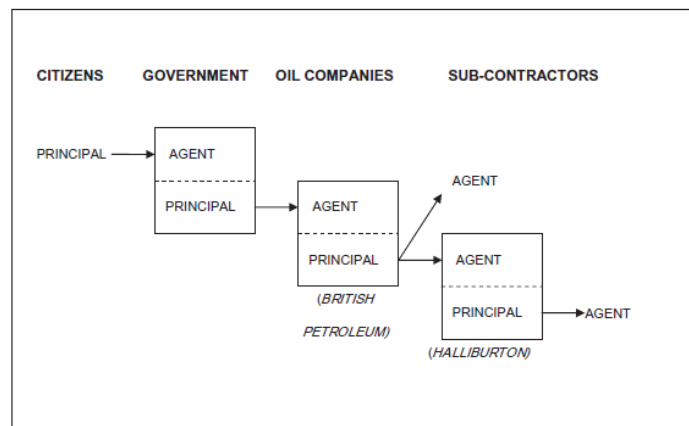 CITIZENS GOVERNMENT OIL COMPANIES SUB-CONTRACTORS
PRINCIPAL AGENT
PRINCIPAL AGENT AGENT
PRINCIPAL AGENT
(BRITISH
PETROLEUM)
PRINCIPAL AGENT
(HALLIBURTON)